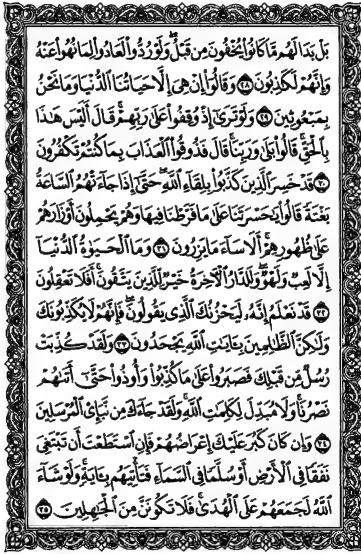 بَلْ بَدَا لَهُم مَّا كَانُوا۟ يُخْفُونَ مِن قَبْلُ ۖ وَلَوْ رُدُّوا۟ لَعَادُوا۟ لِمَا نُهُوا۟ عَنْهُ
وَإِنَّهُمْ لَكَـٰذِبُونَ ٢٨ وَقَالُوٓا۟ إِنْ هِىَ إِلَّا حَيَاتُنَا ٱلدُّنْيَا وَمَا نَحْنُ
بِمَبْعُوثِينَ ٢٩ وَلَوْ تَرَىٰٓ إِذْ وُقِفُوا۟ عَلَىٰ رَبِّهِمْ ۚ قَالَ أَلَيْسَ هَـٰذَا
بِٱلْحَقِّ ۚ قَالُوا۟ بَلَىٰ وَرَبِّنَا ۚ قَالَ فَذُوقُوا۟ ٱلْعَذَابَ بِمَا كُنتُمْ تَكْفُرُونَ
٣٠ قَدْ خَسِرَ ٱلَّذِينَ كَذَّبُوا۟ بِلِقَآءِ ٱللَّهِ ۖ حَتَّىٰٓ إِذَا جَآءَتْهُمُ ٱلسَّاعَةُ
بَغْتَةً قَالُوا۟ يَـٰحَسْرَتَنَا عَلَىٰ مَا فَرَّطْنَا فِيهَا وَهُمْ يَحْمِلُونَ أَوْزَارَهُمْ
عَلَىٰ ظُهُورِهِمْ ۚ أَلَا سَآءَ مَا يَزِرُونَ ٣١ وَمَا ٱلْحَيَوٰةُ ٱلدُّنْيَآ
إِلَّا لَعِبٌ وَلَهْوٌ ۖ وَلَلدَّارُ ٱلْـَٔاخِرَةُ خَيْرٌ لِّلَّذِينَ يَتَّقُونَ ۗ أَفَلَا تَعْقِلُونَ
٣٢ قَدْ نَعْلَمُ إِنَّهُۥ لَيَحْزُنُكَ ٱلَّذِى يَقُولُونَ ۖ فَإِنَّهُمْ لَا يُكَذِّبُونَكَ
وَلَـٰكِنَّ ٱلظَّـٰلِمِينَ بِـَٔايَـٰتِ ٱللَّهِ يَجْحَدُونَ ٣٣ وَلَقَدْ كُذِّبَتْ
رُسُلٌ مِّن قَبْلِكَ فَصَبَرُوا۟ عَلَىٰ مَا كُذِّبُوا۟ وَأُوذُوا۟ حَتَّىٰٓ أَتَىٰهُمْ
نَصْرُنَا ۚ وَلَا مُبَدِّلَ لِكَلِمَـٰتِ ٱللَّهِ ۚ وَلَقَدْ جَآءَكَ مِن نَّبَإِى۟ ٱلْمُرْسَلِينَ
٣٤ وَإِن كَانَ كَبُرَ عَلَيْكَ إِعْرَاضُهُمْ فَإِنِ ٱسْتَطَعْتَ أَن تَبْتَغِىَ
نَفَقًا فِى ٱلْأَرْضِ أَوْ سُلَّمًا فِى ٱلسَّمَآءِ فَتَأْتِيَهُم بِـَٔايَةٍ ۚ وَلَوْ شَآءَ
ٱللَّهُ لَجَمَعَهُمْ عَلَى ٱلْهُدَىٰ ۚ فَلَا تَكُونَنَّ مِنَ ٱلْجَـٰهِلِينَ ٣٥